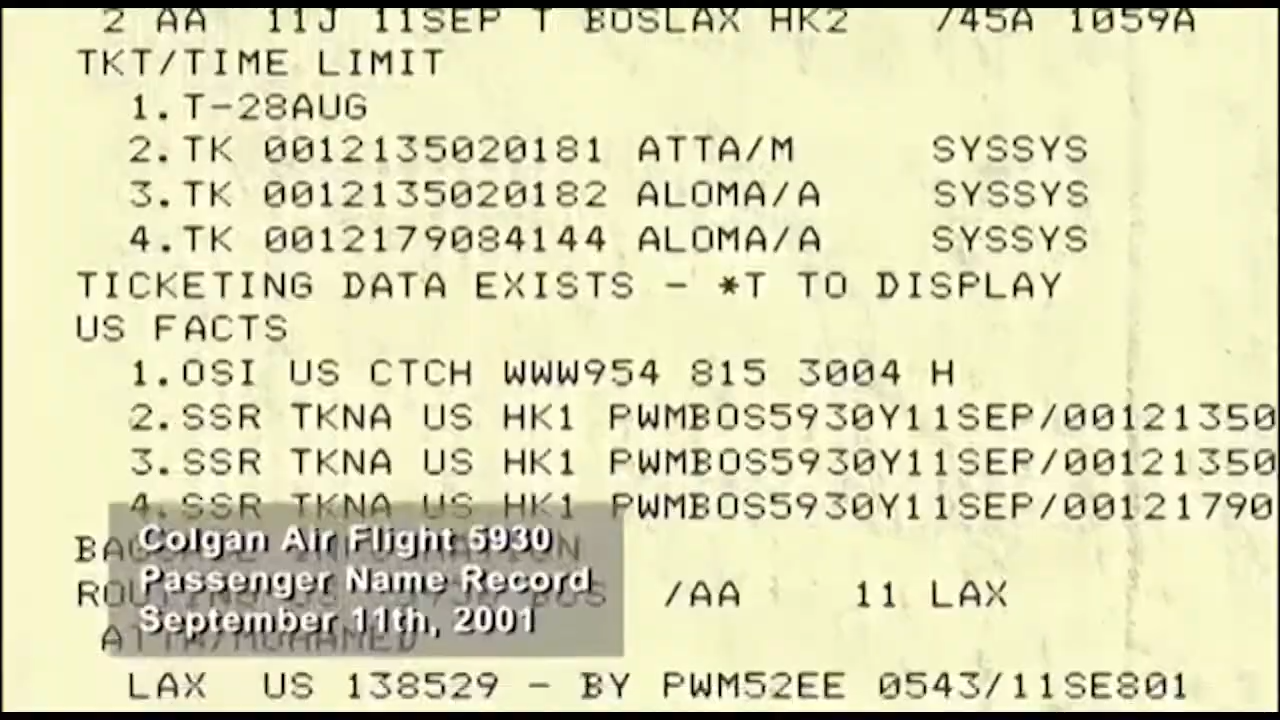 2 AA 11J 11SEP T BOSLAX HK2 /45A 1059A
TKT/TIME LIMIT
1.T-28AUG
2.TK 0012135020181 ATTA/M SYSSYS
3.TK 0012135020182 ALOMA/A SYSSYS
4.TK 0012179084144 ALOMA/A SYSSYS
TICKETING DATA EXISTS - *T TO DISPLAY
US FACTS
1.OSI US CTCH WWW954 815 3004 H
2.SSR TKNA US HK1 PWMBOS5930Y11SEP/00121350
3.SSR TKNA US HK1 PWMBOS5930Y11SEP/00121350
4.SSR TKNA US HK1 PWMBOS5930Y11SEP/00121790
Colgan Air Flight 5930
Passenger Name Record
September 11th, 2001
BOS /AA 11 LAX
ATTA/MOHAMED
LAX US 138529 - BY PWM52EE 0543/11SE801